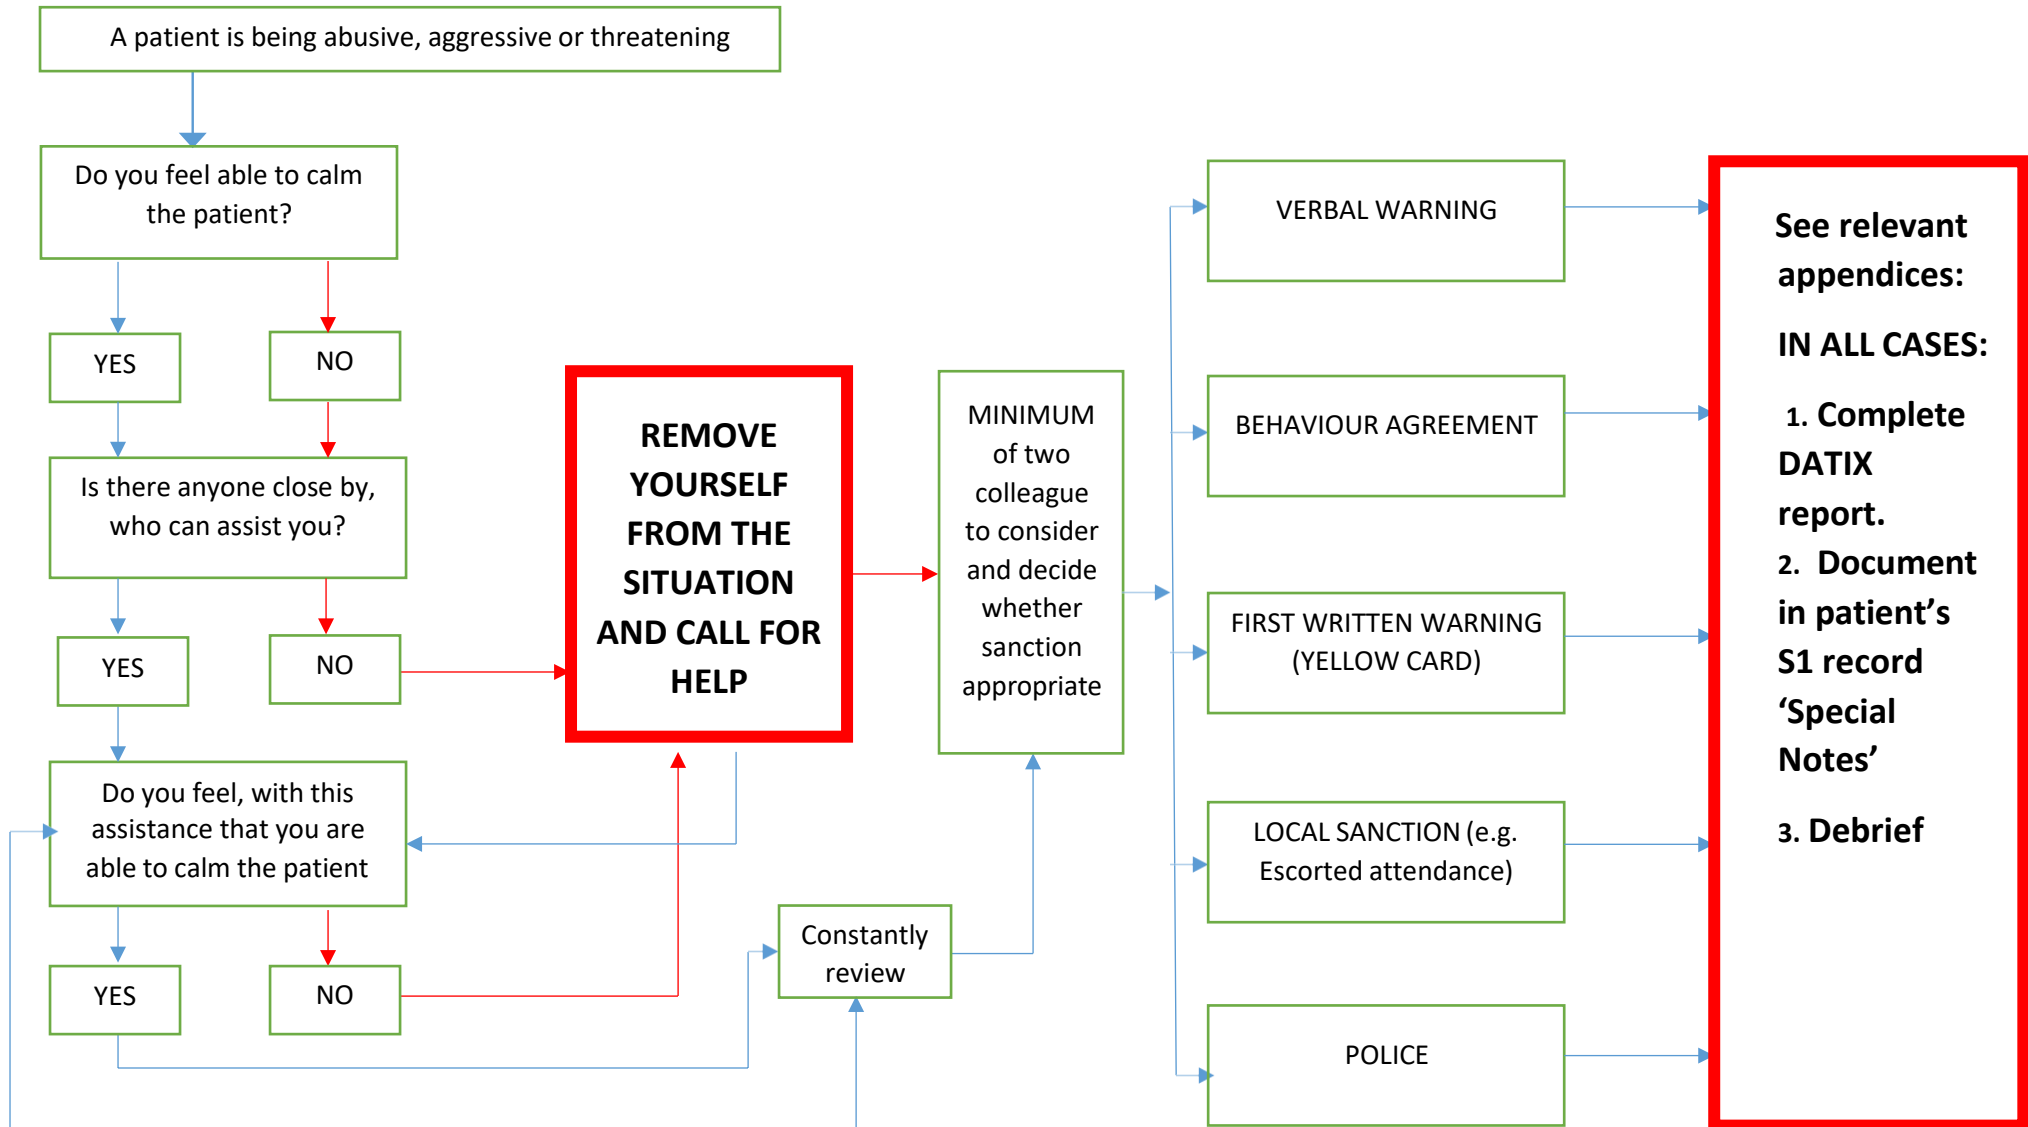 A patient is being abusive, aggressive or threatening
Do you feel able to calm
the patient?
YES
NO
Is there anyone close by,
who can assist you?
YES
NO
Do you feel, with this
assistance that you are
able to calm the patient
YES
NO
REMOVE
YOURSELF
FROM THE
SITUATION
AND CALL FOR
HELP
Constantly
review
MINIMUM
of two
colleague
to consider
and decide
whether
sanction
appropriate
VERBAL WARNING
BEHAVIOUR AGREEMENT
FIRST WRITTEN WARNING
(YELLOW CARD)
LOCAL SANCTION (e.g.
Escorted attendance)
POLICE
See relevant
appendices:
IN ALL CASES:
1. Complete
DATIX
report.
2. Document
in patient’s
S1 record
‘Special
Notes’
3. Debrief